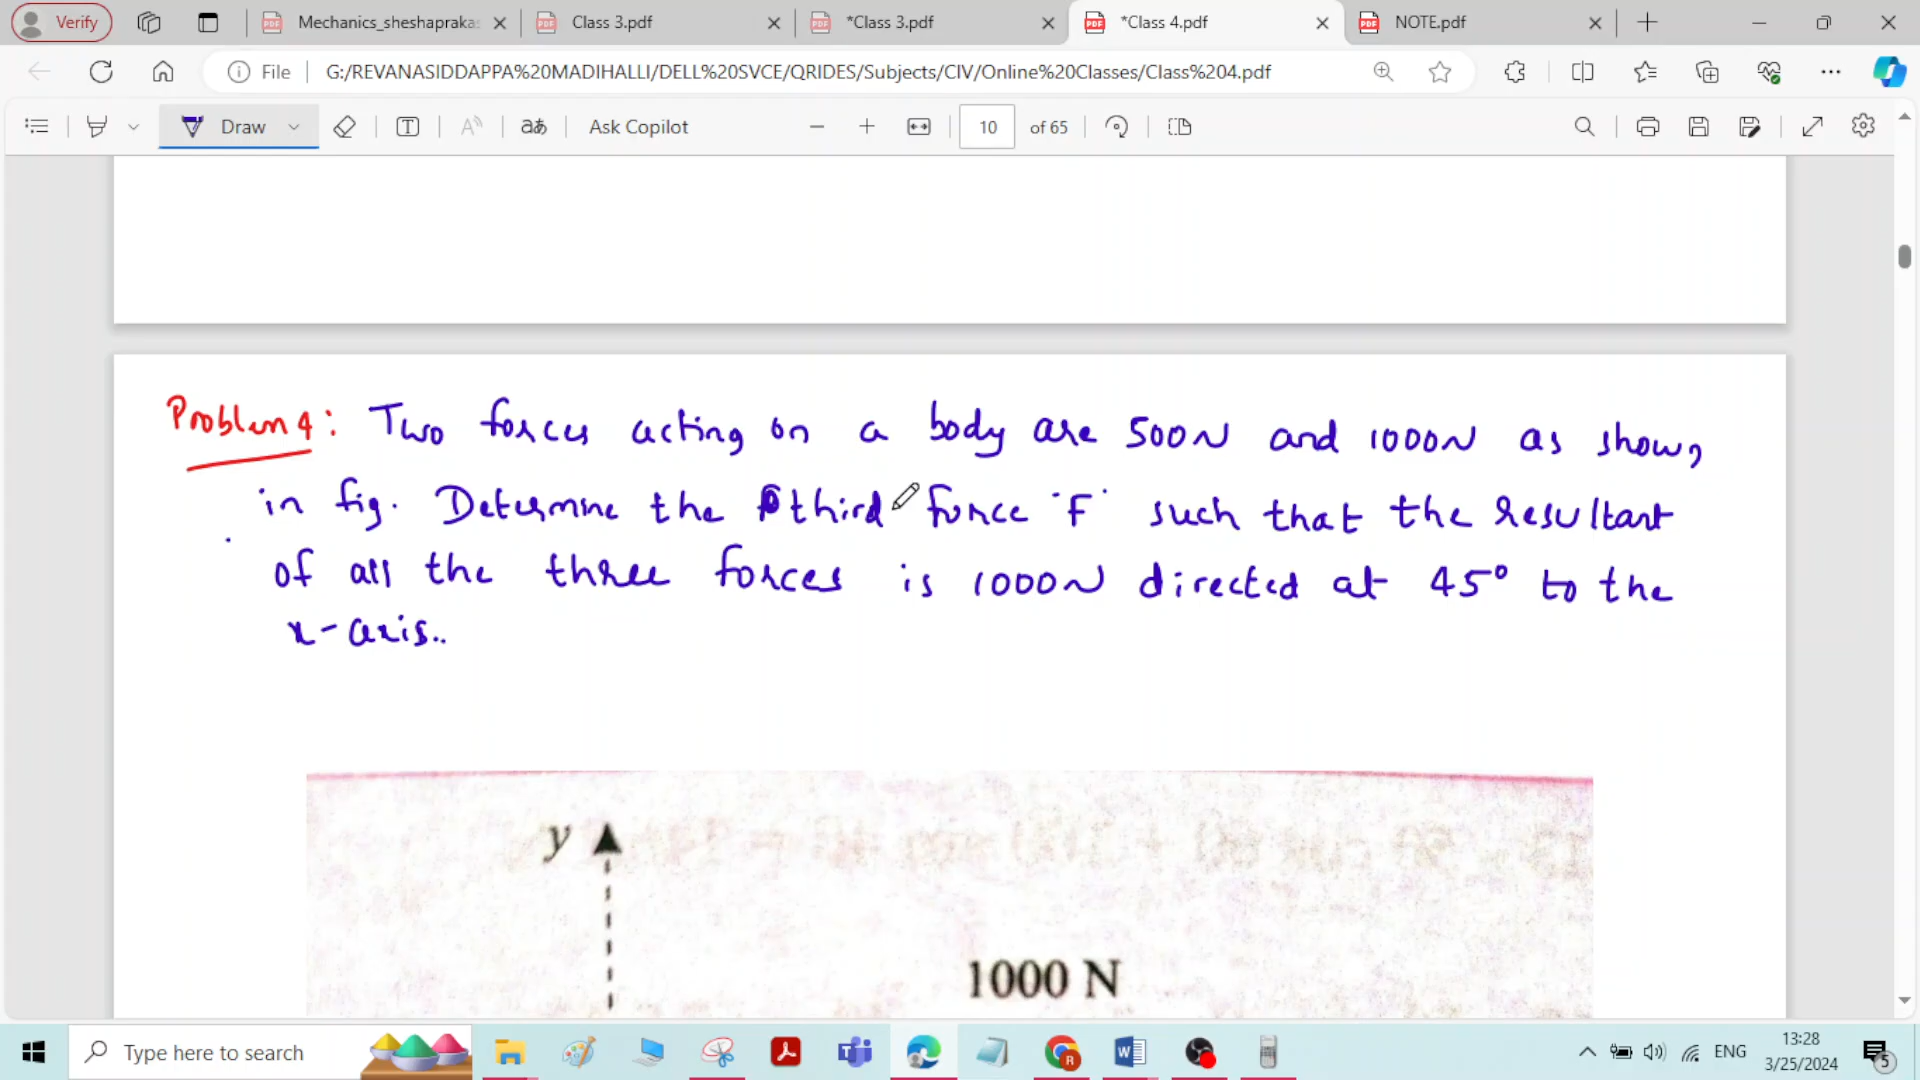 Verify
Mechanics_sheshapraka
Class 3.pdf
*Class 3.pdf
*Class 4.pdf
NOTE.pdf
File
G:/REVANASIDDAPPA%20MADIHALLI/DELL%20SVCE/QRIDES/Subjects/CIV/Online%20Classes/Class%204.pdf
Draw
Ask Copilot
10 of 65
Problem 4: Two forces acting on a body are 500N and 1000N as show,
in fig. Determine the third force 'F' such that the resultant
of all the three forces is 1000N directed at 45° to the
x-axis..
y
1000 N
Type here to search
ENG
13:28
3/25/2024
5